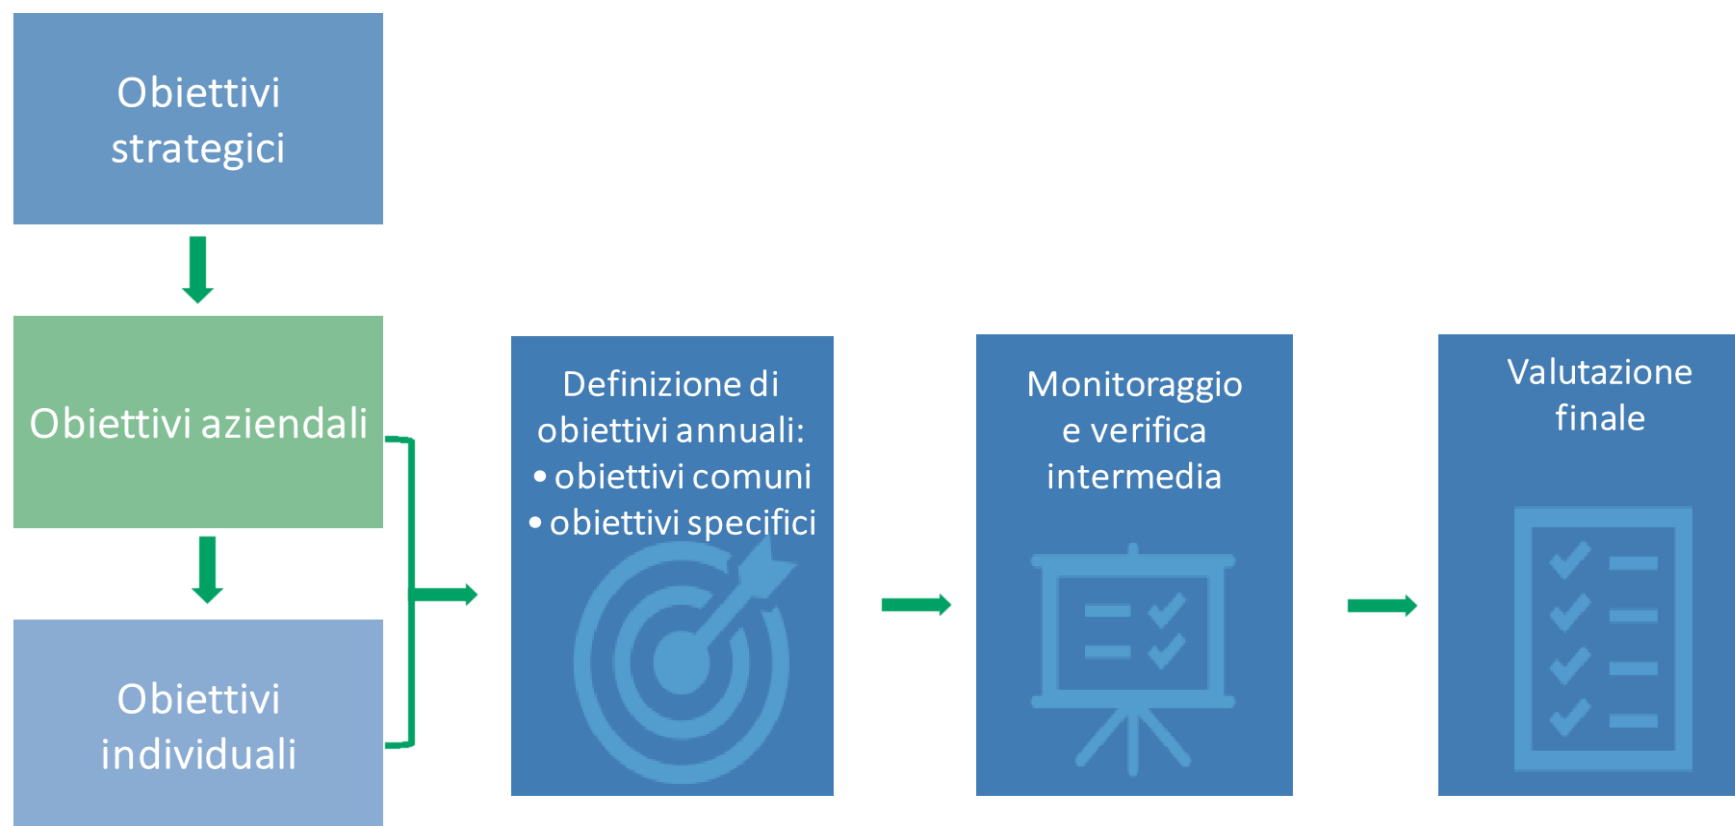 Obiettivi
strategici
Obiettivi aziendali
Obiettivi
individuali
Definizione di
obiettivi annuali:
• obiettivi comuni
• obiettivi specifici
Monitoraggio
e verifica
intermedia
Valutazione
finale